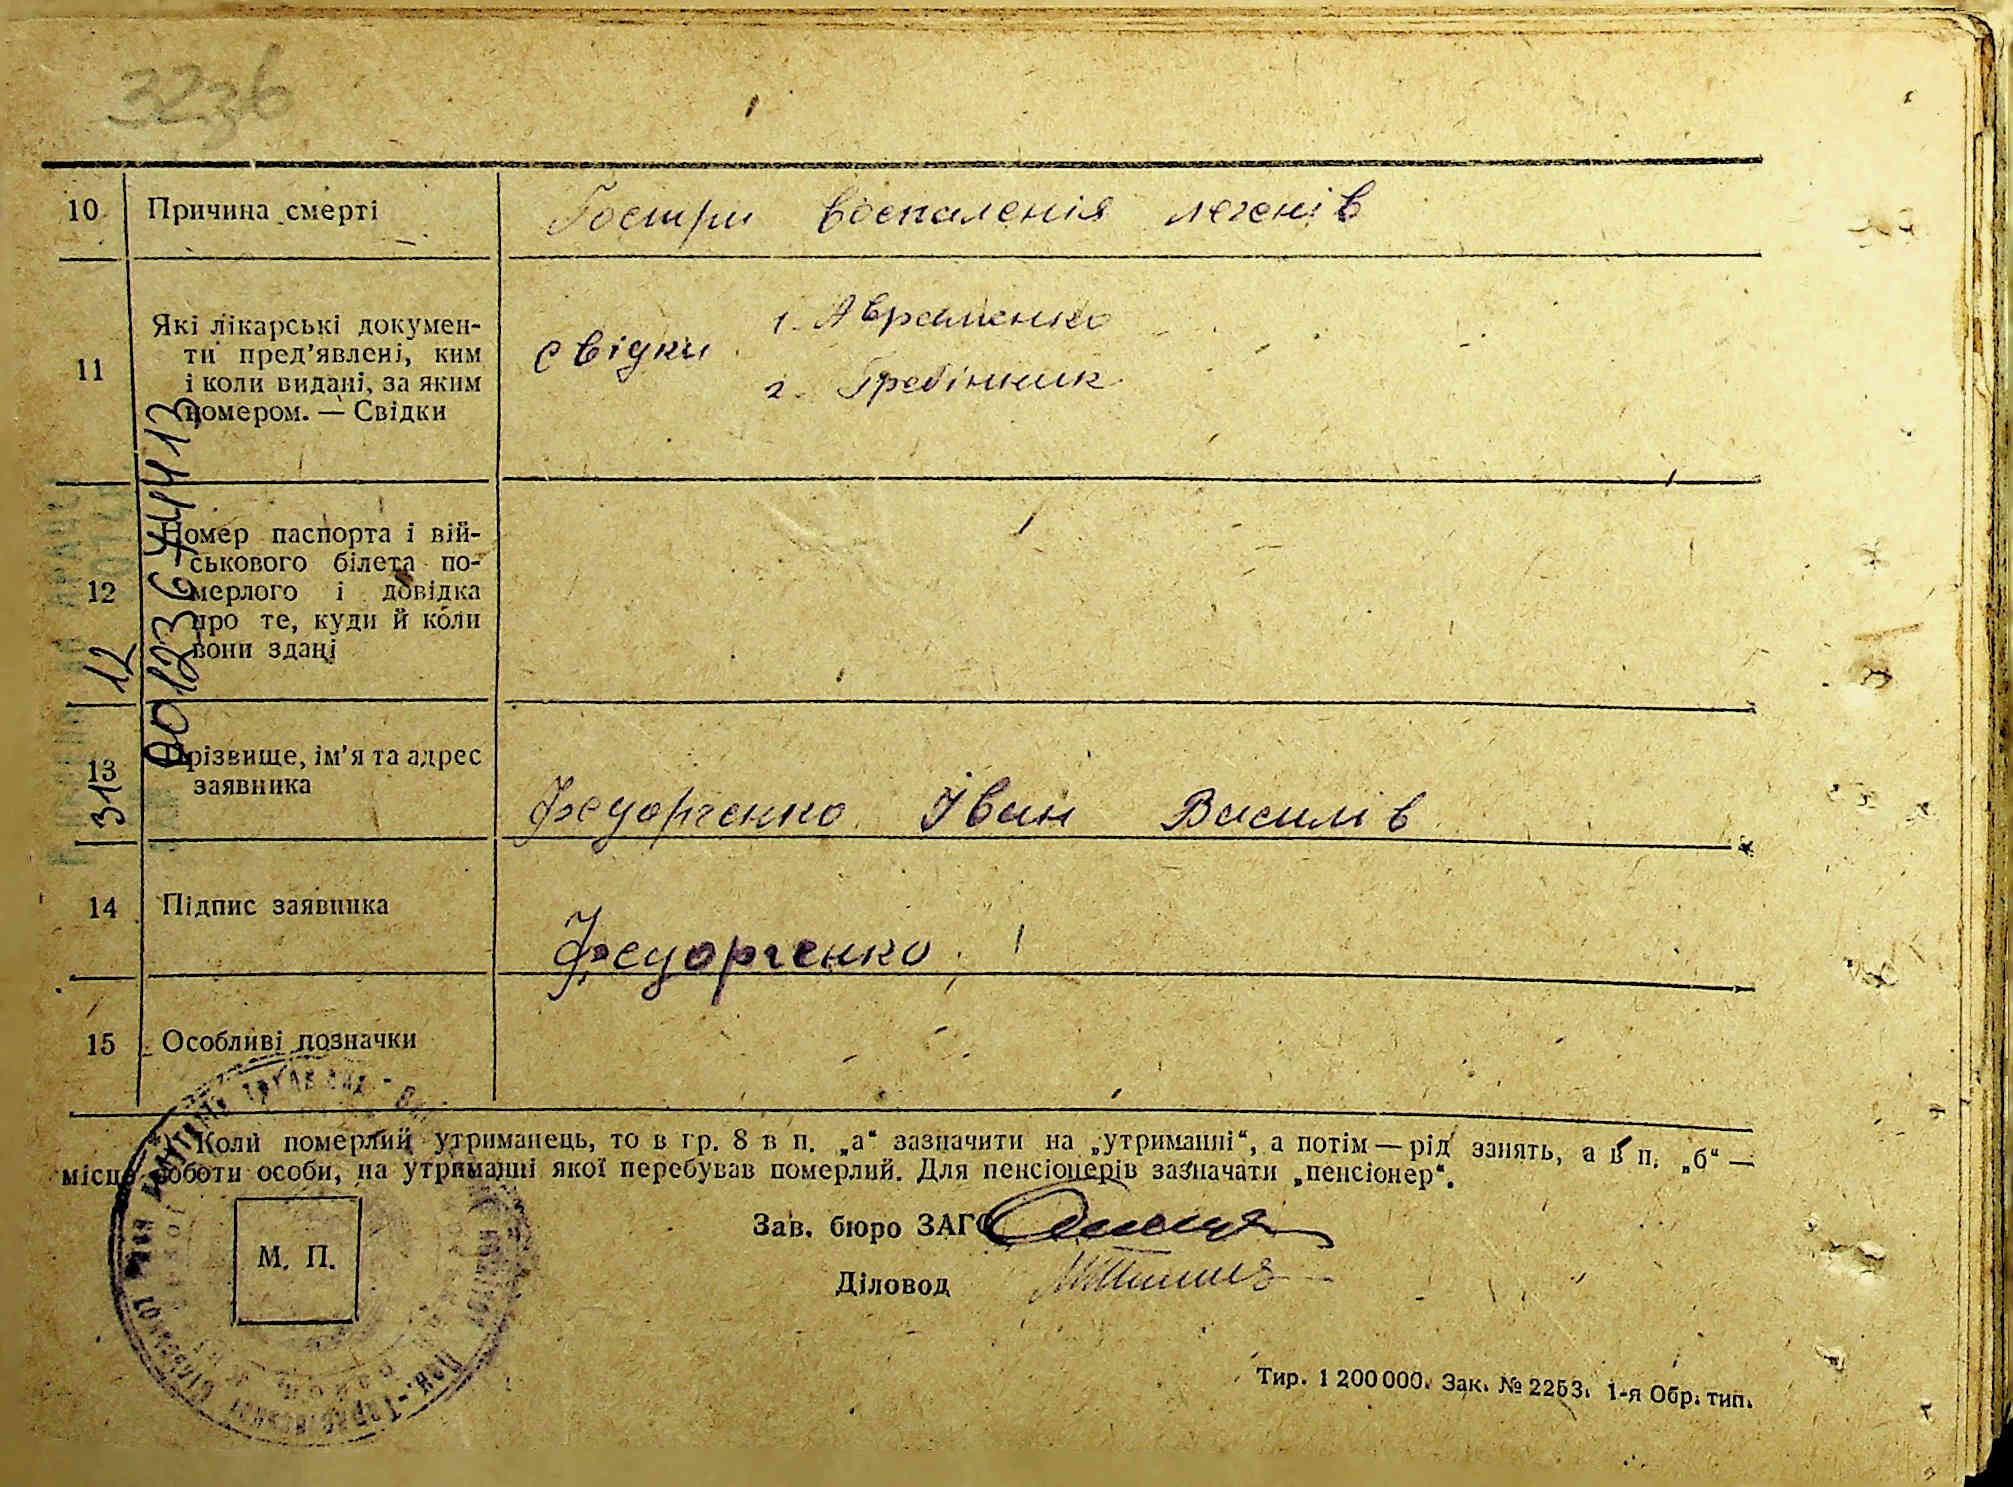 3236
10 Причина смерті Гостри воспаленія легенів
11 Які лікарські докумен-
ти пред'явлені, ким
і коли видані, за яким
номером. — Свідки
Свідки 1. Авраменко
2. Гребінник
12 Номер паспорта і вій-
ськового білета по-
мерлого і довідка
про те, куди й коли
вони здані
13 Прізвище, ім'я та адрес
заявника
Федорченко Іван Василів
14 Підпис заявника
Федорченко
15 Особливі позначки
Коли померлий утриманець, то в гр. 8 в п. „а“ зазначити на „утриманні“, а потім — рід занять, а в п. „б“ —
місце роботи особи, на утриманні якої перебував померлий. Для пенсіонерів зазначати „пенсіонер“.
Зав. бюро ЗАГС
М. П.
Діловод
Тир. 1 200 000. Зак. № 2253. 1-я Обр. тип.